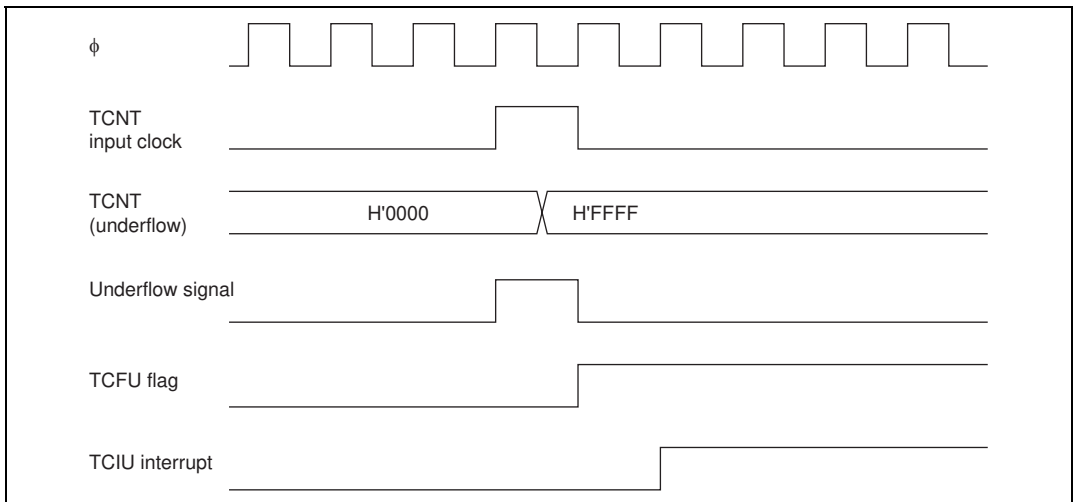 ϕ
TCNT
input clock
TCNT
(underflow)
H'0000
H'FFFF
Underflow signal
TCFU flag
TCIU interrupt